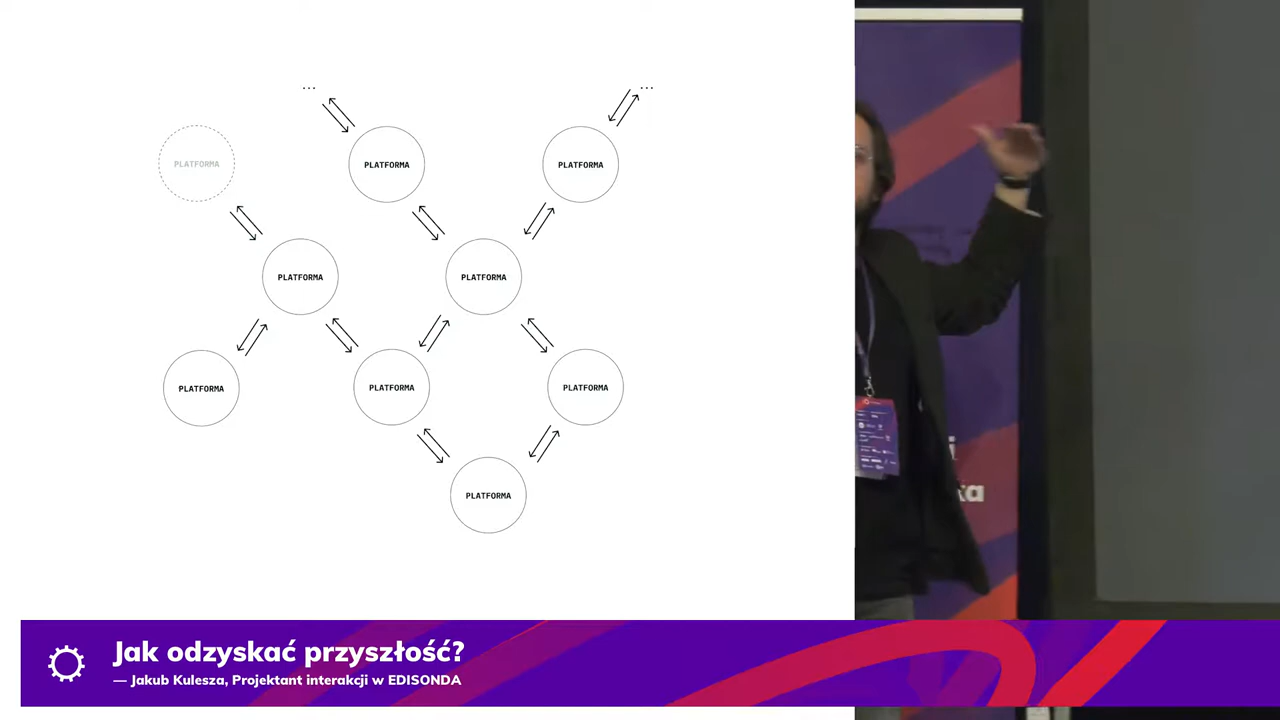 ...
...
PLATFORMA
PLATFORMA
PLATFORMA
PLATFORMA
PLATFORMA
PLATFORMA
PLATFORMA
PLATFORMA
PLATFORMA
Jak odzyskać przyszłość?
— Jakub Kulesza, Projektant interakcji w EDISONDA